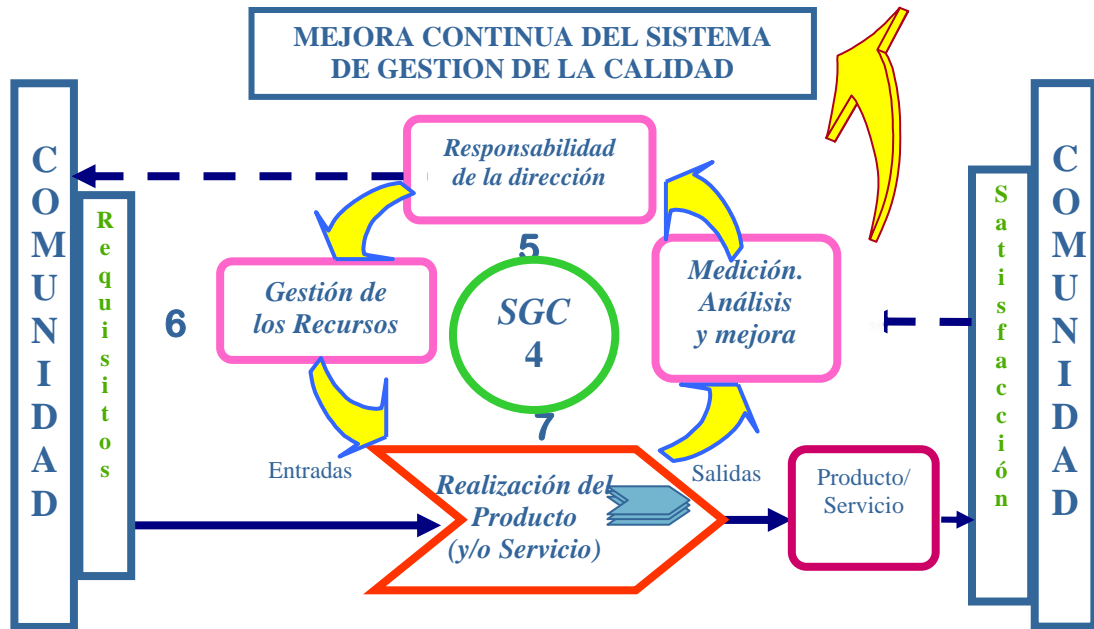 MEJORA CONTINUA DEL SISTEMA
DE GESTION DE LA CALIDAD
COMUNIDAD
Requisitos
Responsabilidad
de la dirección
5
6
Gestión de
los Recursos
SGC
4
Medición.
Análisis
y mejora
7
Entradas
Realización del
Producto
(y/o Servicio)
Salidas
Producto/
Servicio
Satisfacción
COMUNIDAD